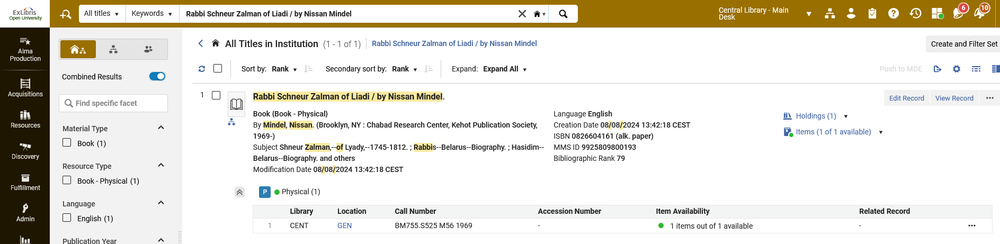 ExLibris
Open University
All titles
Keywords
Rabbi Schneur Zalman of Liadi / by Nissan Mindel
Central Library - Main
Desk
6
10
Alma
Production
Acquisitions
Resources
Discovery
Fulfillment
Admin
Combined Results
Find specific facet
Material Type
Book (1)
Resource Type
Book - Physical (1)
Language
English (1)
Publication Year
All Titles in Institution (1 - 1 of 1) Rabbi Schneur Zalman of Liadi / by Nissan Mindel
Create and Filter Set
Sort by: Rank Secondary sort by: Rank Expand: Expand All
Push to MDE
1
Rabbi Schneur Zalman of Liadi / by Nissan Mindel.
Edit Record View Record
Book {Book - Physical}
By Mindel, Nissan. (Brooklyn, NY : Chabad Research Center, Kehot Publication Society,
1969-)
Subject Shneur Zalman,--of Lyady,--1745-1812. ; Rabbis--Belarus--Biography. ; Hasidim--
Belarus--Biography. and others
Modification Date 08/08/2024 13:42:18 CEST
Language English
Creation Date 08/08/2024 13:42:18 CEST
ISBN 0826604161 (alk. paper)
MMS ID 9925809800193
Bibliographic Rank 79
Holdings (1)
Items (1 of 1 available)
P Physical (1)
Library Location Call Number Accession Number Item Availability Related Record
1 CENT GEN BM755.S525 M56 1969 - 1 items out of 1 available -